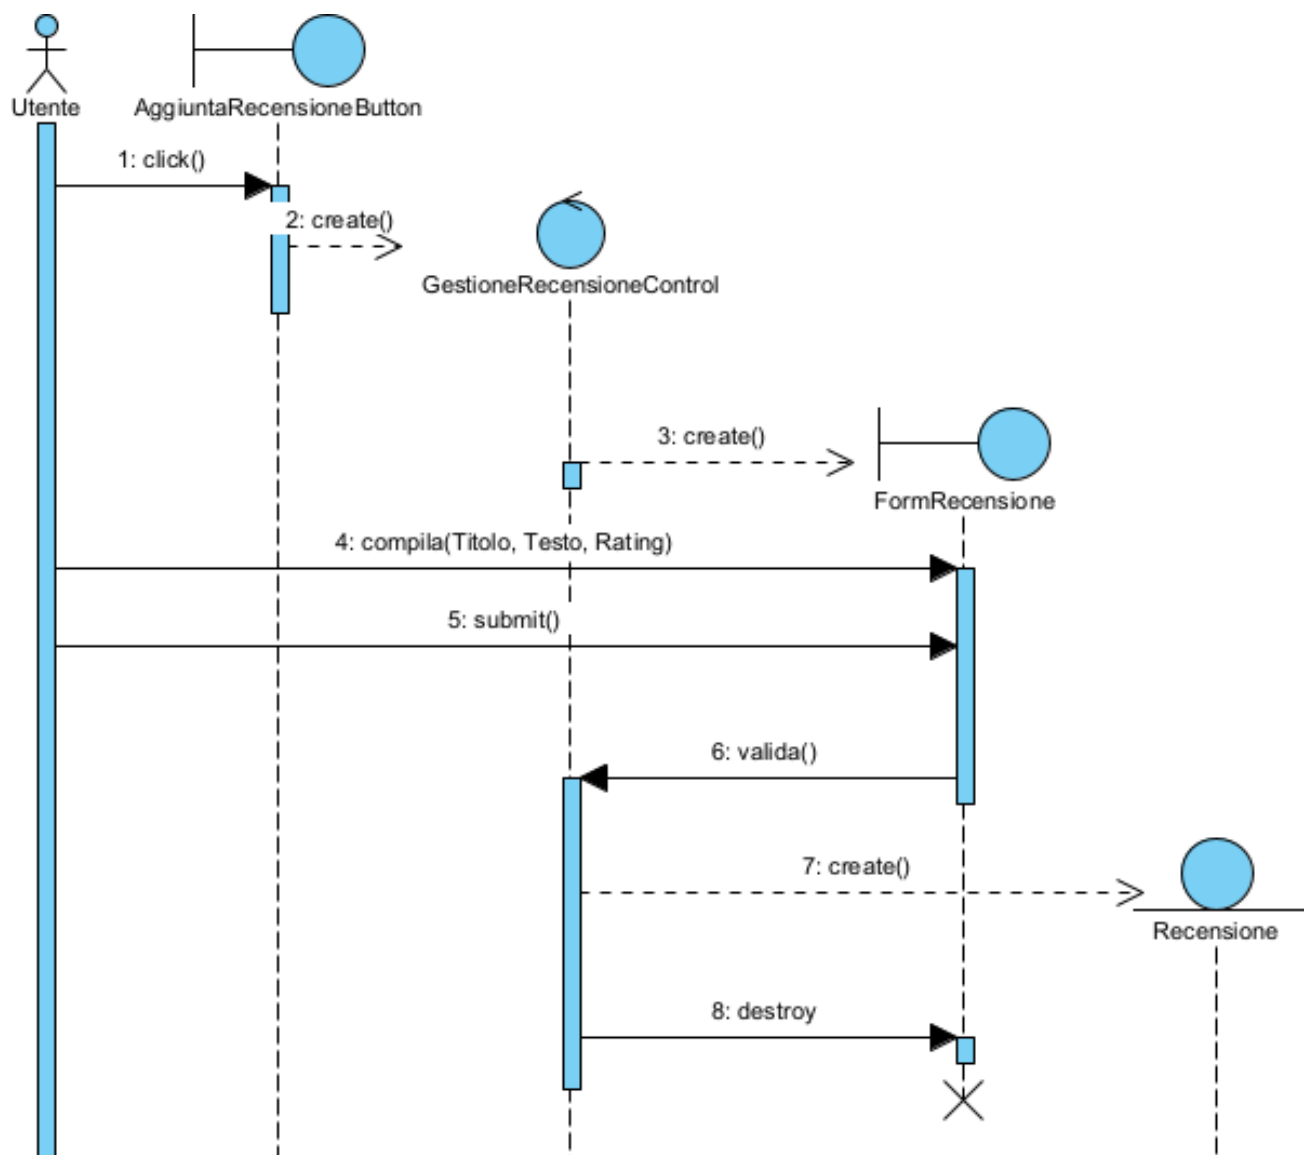 Utente
AggiuntaRecensioneButton
1: click()
2: create()
GestioneRecensioneControl
3: create()
FormRecensione
4: compila(Titolo, Testo, Rating)
5: submit()
6: valida()
7: create()
Recensione
8: destroy